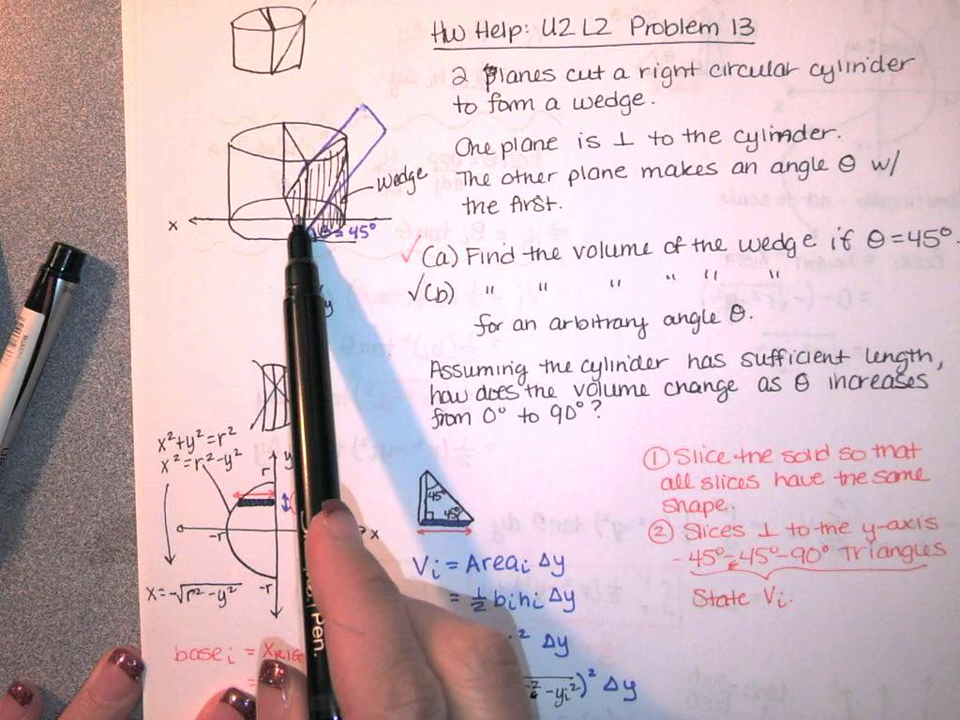 HW Help: U2 L2 Problem 13
2 planes cut a right circular cylinder
to form a wedge.
One plane is ⊥ to the cylinder.
The other plane makes an angle θ w/
the first.
wedge
x
θ = 45°
(a) Find the volume of the wedge if θ = 45°.
√(b) " " " " " "
for an arbitrary angle θ.
y
Assuming the cylinder has sufficient length,
how does the volume change as θ increases
from 0° to 90°?
x²+y²=r²
x²=r²-y²
r
y
-r
x
x=-√r²-y²
-r
45°
45°
① Slice the solid so that
all slices have the same
shape.
② Slices ⊥ to the y-axis
- 45°-45°-90° Triangles
State Vi.
Vi = Areai Δy
= ½ bihi Δy
² Δy
-yi²)² Δy
basei = XRIG
=
Pen.